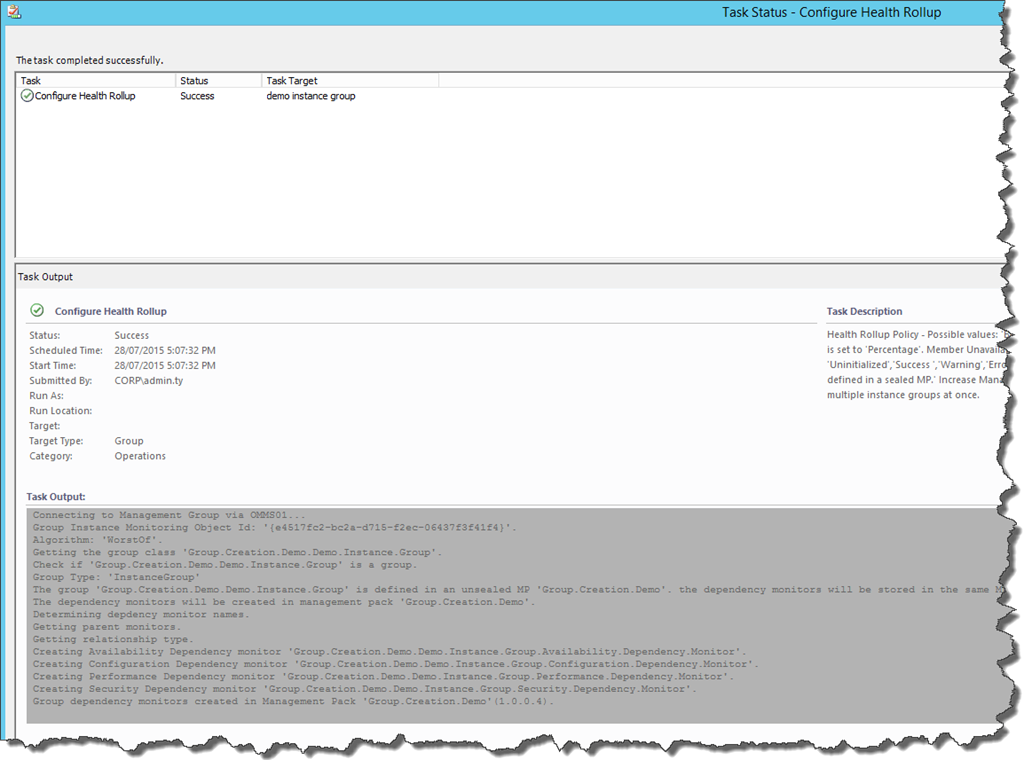 Task Status - Configure Health Rollup
The task completed successfully.
Task Status Task Target
Configure Health Rollup Success demo instance group
Task Output
Configure Health Rollup
Status: Success
Scheduled Time: 28/07/2015 5:07:32 PM
Start Time: 28/07/2015 5:07:32 PM
Submitted By: CORP\admin.ty
Run As:
Run Location:
Target:
Target Type: Group
Category: Operations
Task Description
Health Rollup Policy - Possible values: '
is set to 'Percentage'. Member Unavaila
'Uninitialized','Success ','Warning','Erro
defined in a sealed MP.' Increase Mana
multiple instance groups at once.
Task Output:
Connecting to Management Group via OMMS01...
Group Instance Monitoring Object Id: '{e4517fc2-bc2a-d715-f2ec-06437f3f41f4}'.
Algorithm: 'WorstOf'.
Getting the group class 'Group.Creation.Demo.Demo.Instance.Group'.
Check if 'Group.Creation.Demo.Demo.Instance.Group' is a group.
Group Type: 'InstanceGroup'
The group 'Group.Creation.Demo.Demo.Instance.Group' is defined in an unsealed MP 'Group.Creation.Demo'. the dependency monitors will be stored in the same M
The dependency monitors will be created in management pack 'Group.Creation.Demo'.
Determining depdency monitor names.
Getting parent monitors.
Getting relationship type.
Creating Availability Dependency monitor 'Group.Creation.Demo.Demo.Instance.Group.Availability.Dependency.Monitor'.
Creating Configuration Dependency monitor 'Group.Creation.Demo.Demo.Instance.Group.Configuration.Dependency.Monitor'.
Creating Performance Dependency monitor 'Group.Creation.Demo.Demo.Instance.Group.Performance.Dependency.Monitor'.
Creating Security Dependency monitor 'Group.Creation.Demo.Demo.Instance.Group.Security.Dependency.Monitor'.
Group dependency monitors created in Management Pack 'Group.Creation.Demo'(1.0.0.4).